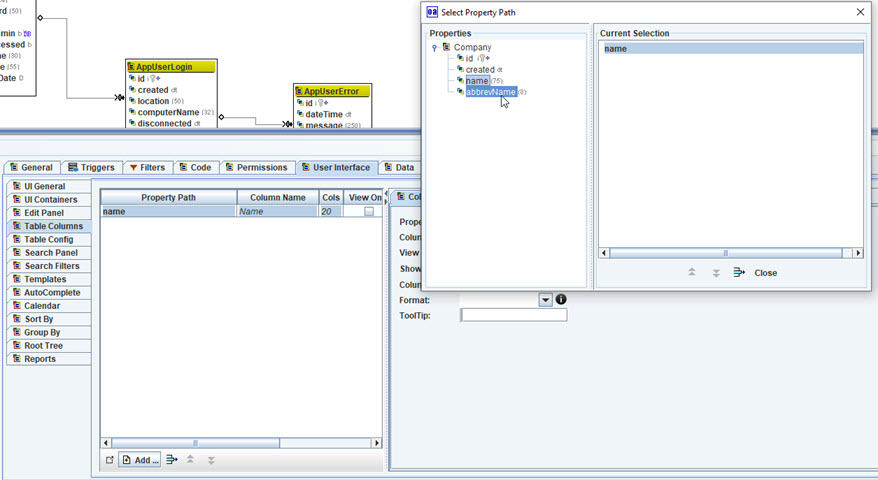 rd (50)
min b
cessed b
ne (30)
e (55)
Date D
AppUserLogin
id i
created dt
location (50)
computerName (32)
disconnected dt
AppUserError
id i
dateTime dt
message (250)
Select Property Path
Properties
Company
id i
created dt
name (75)
abbrevName (8)
Current Selection
name
Close
General
Triggers
Filters
Code
Permissions
User Interface
Data
UI General
UI Containers
Edit Panel
Table Columns
Table Config
Search Panel
Search Filters
Templates
AutoComplete
Calendar
Sort By
Group By
Root Tree
Reports
Property Path Column Name Cols View On
name Name 20
Add ...
Col
Prope
Colum
View
Show
Colum
Format:
ToolTip: